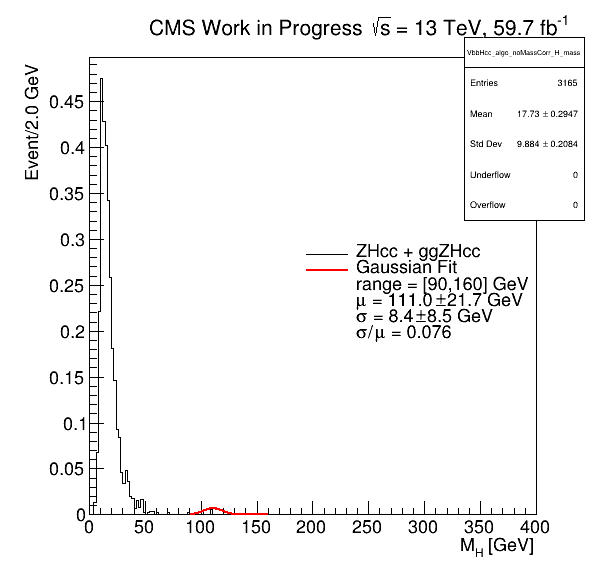 CMS Work in Progress √s = 13 TeV, 59.7 fb-1
VbbHcc_algo_noMassCorr_H_mass
Entries 3165
Mean 17.73 ± 0.2947
Std Dev 9.884 ± 0.2084
Underflow 0
Overflow 0
Event/2.0 GeV
0.45
0.4
0.35
0.3
0.25
0.2
0.15
0.1
0.05
0
ZHcc + ggZHcc
Gaussian Fit
range = [90,160] GeV
μ = 111.0±21.7 GeV
σ = 8.4±8.5 GeV
σ/μ = 0.076
0 50 100 150 200 250 300 350 400
MH [GeV]